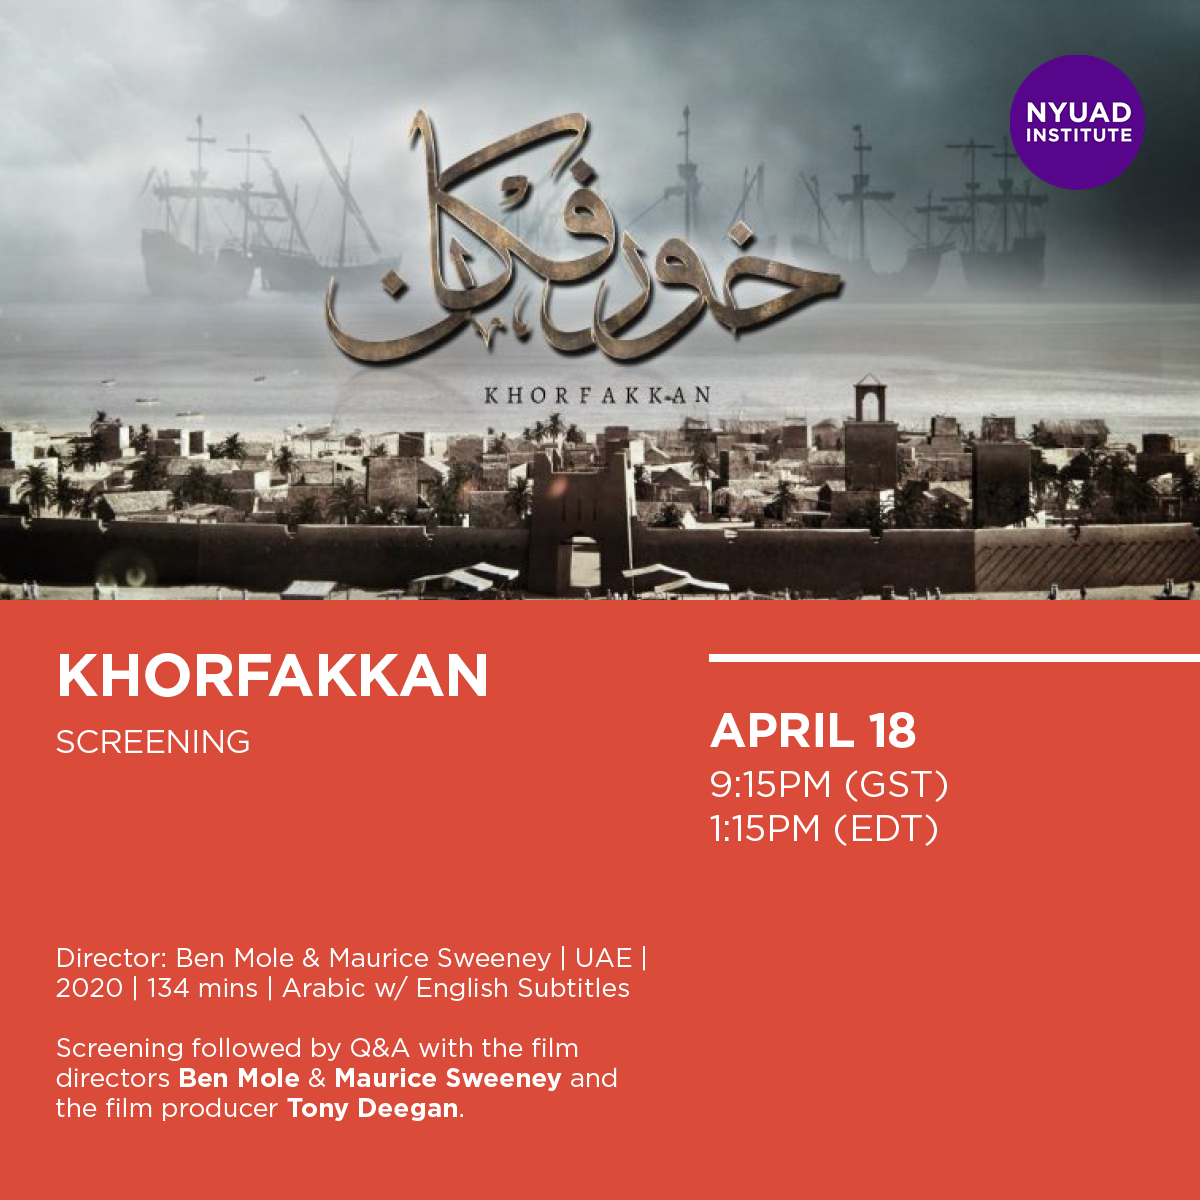 NYUAD
INSTITUTE
خورفكان
KHORFAKKAN
KHORFAKKAN
SCREENING
APRIL 18
9:15PM (GST)
1:15PM (EDT)
Director: Ben Mole & Maurice Sweeney | UAE |
2020 | 134 mins | Arabic w/ English Subtitles
Screening followed by Q&A with the film
directors Ben Mole & Maurice Sweeney and
the film producer Tony Deegan.